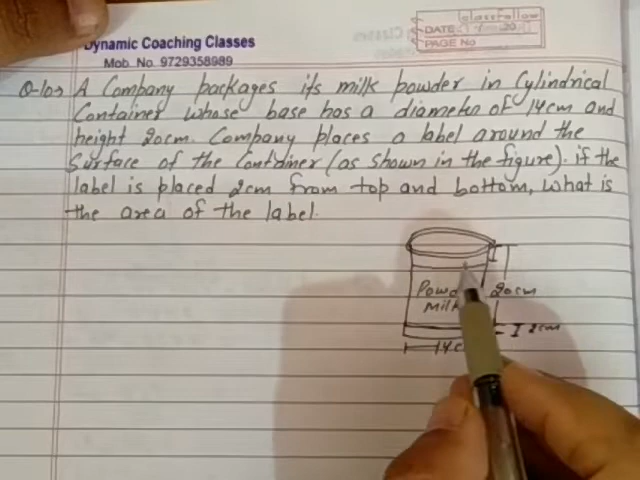 Dynamic Coaching Classes
Mob. No. 9729358989
DATE
PAGE No
Q-10→ A Company packages its milk powder in Cylindrical
Container whose base has a diameter of 14cm and
height 20cm. Company places a label around the
Surface of the Container (as shown in the figure). if the
label is placed 2cm from top and bottom, what is
the area of the label.
Powd 20cm
milk
2cm
14c